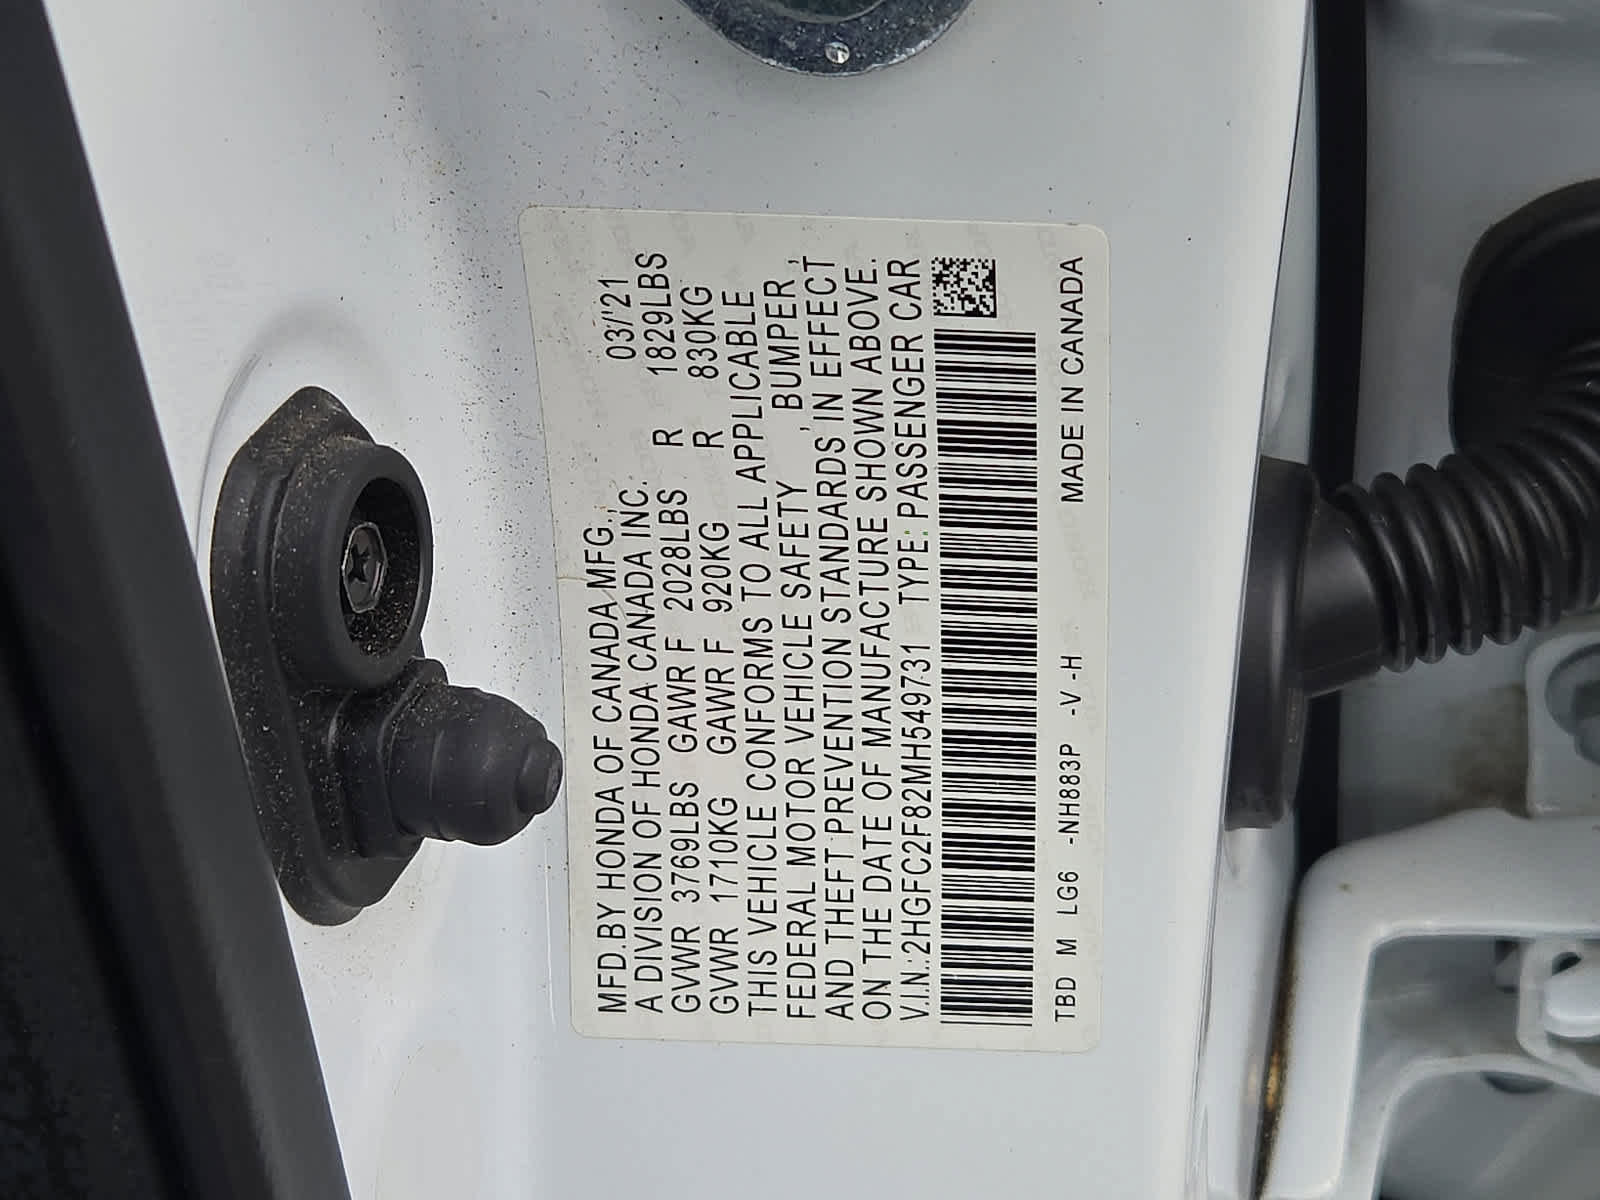 MFD.BY HONDA OF CANADA MFG. 03/'21
A DIVISION OF HONDA CANADA INC.
GVWR 3769LBS GAWR F 2028LBS R 1829LBS
GVWR 1710KG GAWR F 920KG R 830KG
THIS VEHICLE CONFORMS TO ALL APPLICABLE
FEDERAL MOTOR VEHICLE SAFETY , BUMPER ,
AND THEFT PREVENTION STANDARDS IN EFFECT
ON THE DATE OF MANUFACTURE SHOWN ABOVE.
V.I.N.:2HGFC2F82MH549731 TYPE: PASSENGER CAR
TBD M LG6 -NH883P -V -H MADE IN CANADA